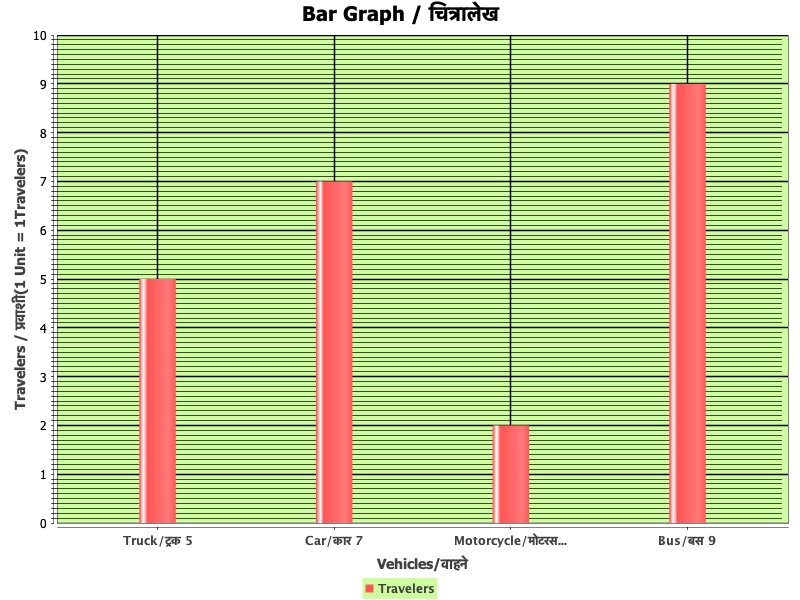 Bar Graph / चित्रालेख
10
9
8
7
6
5
4
3
2
1
0
Travelers / प्रवाशी(1 Unit = 1Travelers)
Truck/ट्रक 5
Car/कार 7
Motorcycle/मोटरस...
Bus/बस 9
Vehicles/वाहने
Travelers